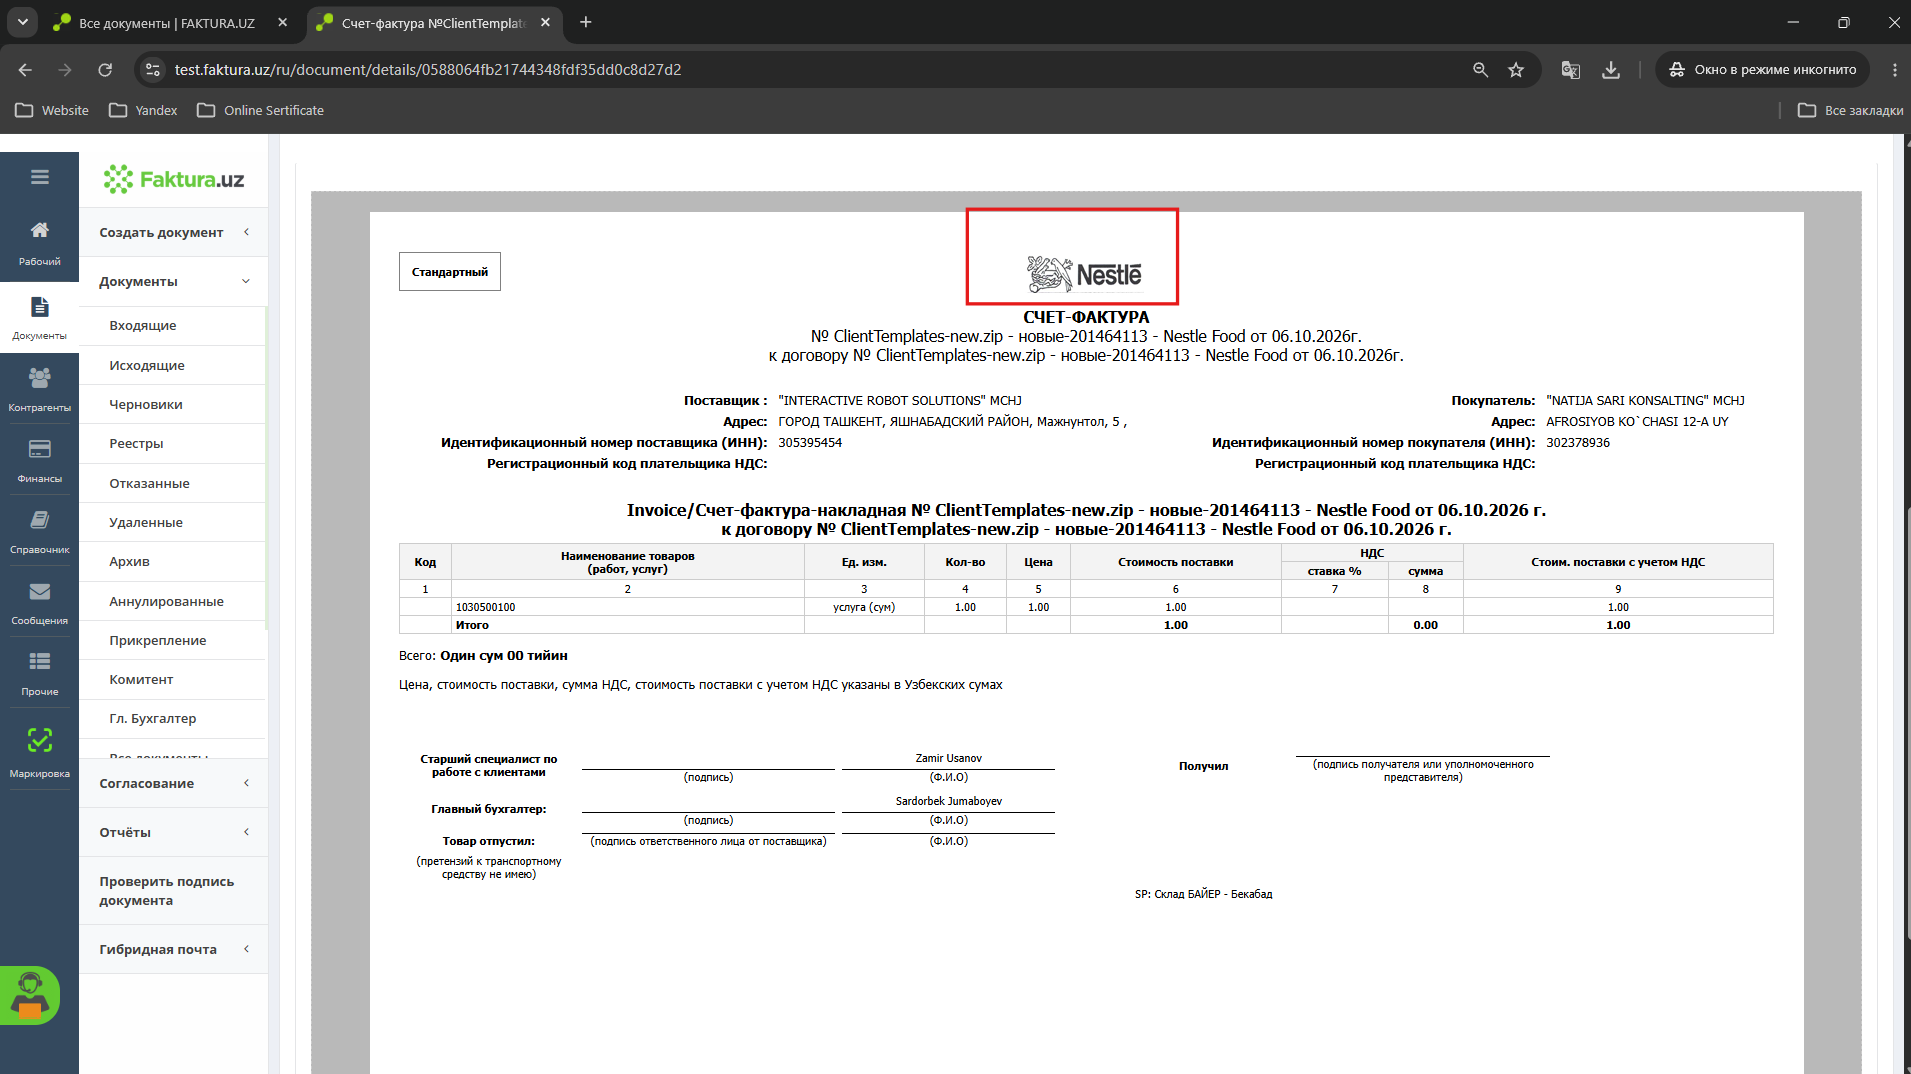 Все документы | FAKTURA.UZ
Счет-фактура №ClientTemplate
test.faktura.uz/ru/document/details/0588064fb21744348fdf35dd0c8d27d2
Окно в режиме инкогнито
Website
Yandex
Online Sertificate
Все закладки
Faktura.uz
Рабочий
Документы
Контрагенты
Финансы
Справочник
Сообщения
Прочие
Маркировка
Создать документ
Документы
Входящие
Исходящие
Черновики
Реестры
Отказанные
Удаленные
Архив
Аннулированные
Прикрепление
Комитент
Гл. Бухгалтер
Все документы
Согласование
Отчёты
Проверить подпись
документа
Гибридная почта
Стандартный
Nestlé
СЧЕТ-ФАКТУРА
№ ClientTemplates-new.zip - новые-201464113 - Nestle Food от 06.10.2026г.
к договору № ClientTemplates-new.zip - новые-201464113 - Nestle Food от 06.10.2026г.
Поставщик : "INTERACTIVE ROBOT SOLUTIONS" MCHJ
Адрес: ГОРОД ТАШКЕНТ, ЯШНАБАДСКИЙ РАЙОН, Мажнунтол, 5 ,
Идентификационный номер поставщика (ИНН): 305395454
Регистрационный код плательщика НДС:
Покупатель: "NATIJA SARI KONSALTING" MCHJ
Адрес: AFROSIYOB KO`CHASI 12-A UY
Идентификационный номер покупателя (ИНН): 302378936
Регистрационный код плательщика НДС:
Invoice/Счет-фактура-накладная № ClientTemplates-new.zip - новые-201464113 - Nestle Food от 06.10.2026 г.
к договору № ClientTemplates-new.zip - новые-201464113 - Nestle Food от 06.10.2026 г.
Код Наименование товаров (работ, услуг) Ед. изм. Кол-во Цена Стоимость поставки НДС ставка % сумма Стоим. поставки с учетом НДС
1 2 3 4 5 6 7 8 9
1030500100 услуга (сум) 1.00 1.00 1.00 1.00
Итого 1.00 0.00 1.00
Всего: Один сум 00 тийин
Цена, стоимость поставки, сумма НДС, стоимость поставки с учетом НДС указаны в Узбекских сумах
Старший специалист по
работе с клиентами
(подпись)
Zamir Usanov
(Ф.И.О)
Главный бухгалтер:
(подпись)
Sardorbek Jumaboyev
(Ф.И.О)
Товар отпустил:
(подпись ответственного лица от поставщика)
(Ф.И.О)
(претензий к транспортному
средству не имею)
Получил
(подпись получателя или уполномоченного
представителя)
SP: Склад БАЙЕР - Бекабад